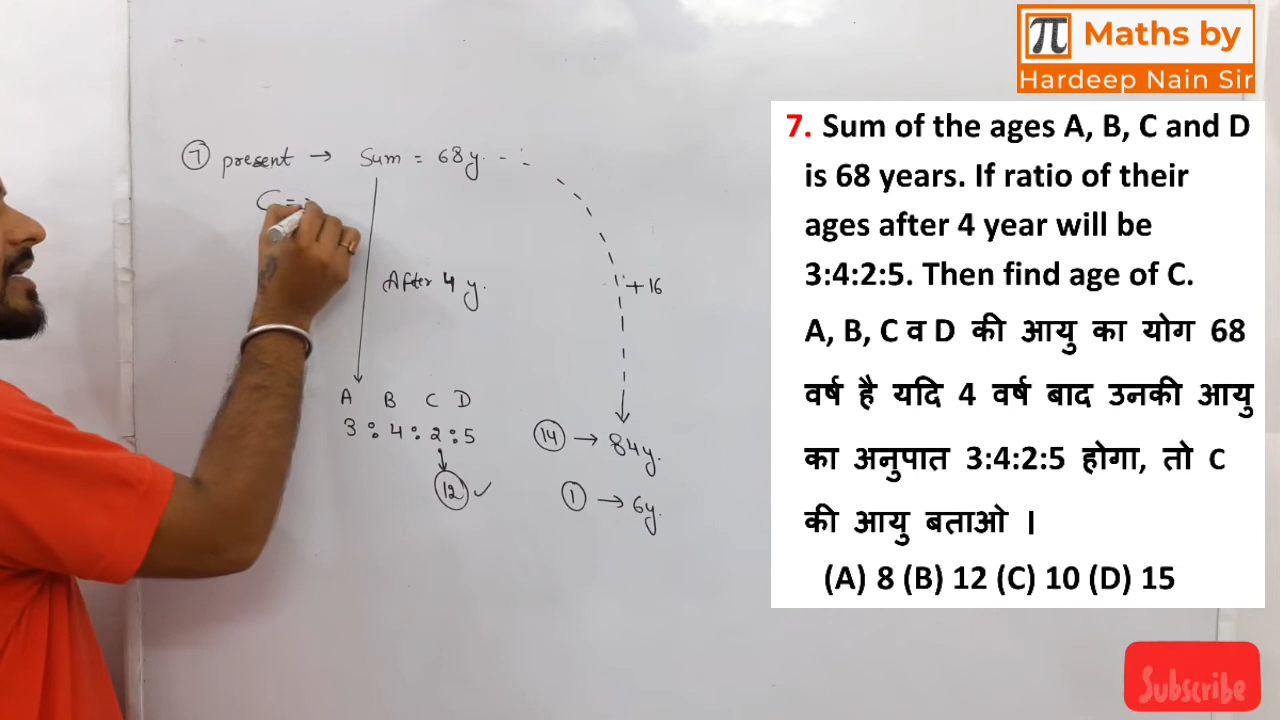 π Maths by
Hardeep Nain Sir
7. Sum of the ages A, B, C and D
is 68 years. If ratio of their
ages after 4 year will be
3:4:2:5. Then find age of C.
A, B, C व D की आयु का योग 68
वर्ष है यदि 4 वर्ष बाद उनकी आयु
का अनुपात 3:4:2:5 होगा, तो C
की आयु बताओ ।
(A) 8 (B) 12 (C) 10 (D) 15
7 present → Sum = 68y.
C =
After 4 y.
+16
A B C D
3 : 4 : 2 : 5
12 ✓
14 → 84y.
1 → 6y.
Subscribe